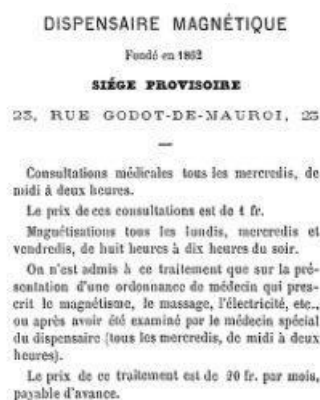 DISPENSAIRE MAGNÉTIQUE
Fondé en 1862
SIÉGE PROVISOIRE
23, RUE GODOT-DE-MAUROI, 23
Consultations médicales tous les mercredis, de
midi à deux heures.
Le prix de ces consultations est de 1 fr.
Magnétisations tous les lundis, mercredis et
vendredis, de huit heures à dix heures du soir.
On n'est admis à ce traitement que sur la pré-
sentation d'une ordonnance de médecin qui pres-
crit le magnétisme, le massage, l'électricité, etc.,
ou après avoir été examiné par le médecin spécial
du dispensaire (tous les mercredis, de midi à deux
heures).
Le prix de ce traitement est de 20 fr. par mois,
payable d'avance.